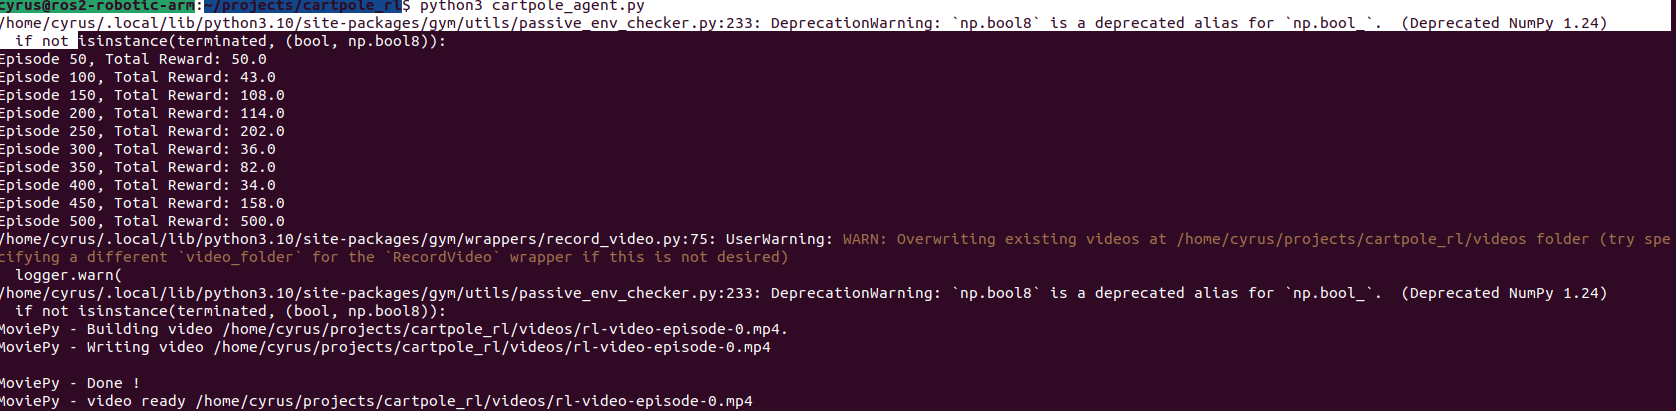 cyrus@ros2-robotic-arm:~/projects/cartpole_rl$ python3 cartpole_agent.py
/home/cyrus/.local/lib/python3.10/site-packages/gym/utils/passive_env_checker.py:233: DeprecationWarning: `np.bool8` is a deprecated alias for `np.bool_`.  (Deprecated NumPy 1.24)
  if not isinstance(terminated, (bool, np.bool8)):
Episode 50, Total Reward: 50.0
Episode 100, Total Reward: 43.0
Episode 150, Total Reward: 108.0
Episode 200, Total Reward: 114.0
Episode 250, Total Reward: 202.0
Episode 300, Total Reward: 36.0
Episode 350, Total Reward: 82.0
Episode 400, Total Reward: 34.0
Episode 450, Total Reward: 158.0
Episode 500, Total Reward: 500.0
/home/cyrus/.local/lib/python3.10/site-packages/gym/wrappers/record_video.py:75: UserWarning: WARN: Overwriting existing videos at /home/cyrus/projects/cartpole_rl/videos folder (try spe
cifying a different `video_folder` for the `RecordVideo` wrapper if this is not desired)
  logger.warn(
/home/cyrus/.local/lib/python3.10/site-packages/gym/utils/passive_env_checker.py:233: DeprecationWarning: `np.bool8` is a deprecated alias for `np.bool_`.  (Deprecated NumPy 1.24)
  if not isinstance(terminated, (bool, np.bool8)):
MoviePy - Building video /home/cyrus/projects/cartpole_rl/videos/rl-video-episode-0.mp4.
MoviePy - Writing video /home/cyrus/projects/cartpole_rl/videos/rl-video-episode-0.mp4
MoviePy - Done !
MoviePy - video ready /home/cyrus/projects/cartpole_rl/videos/rl-video-episode-0.mp4